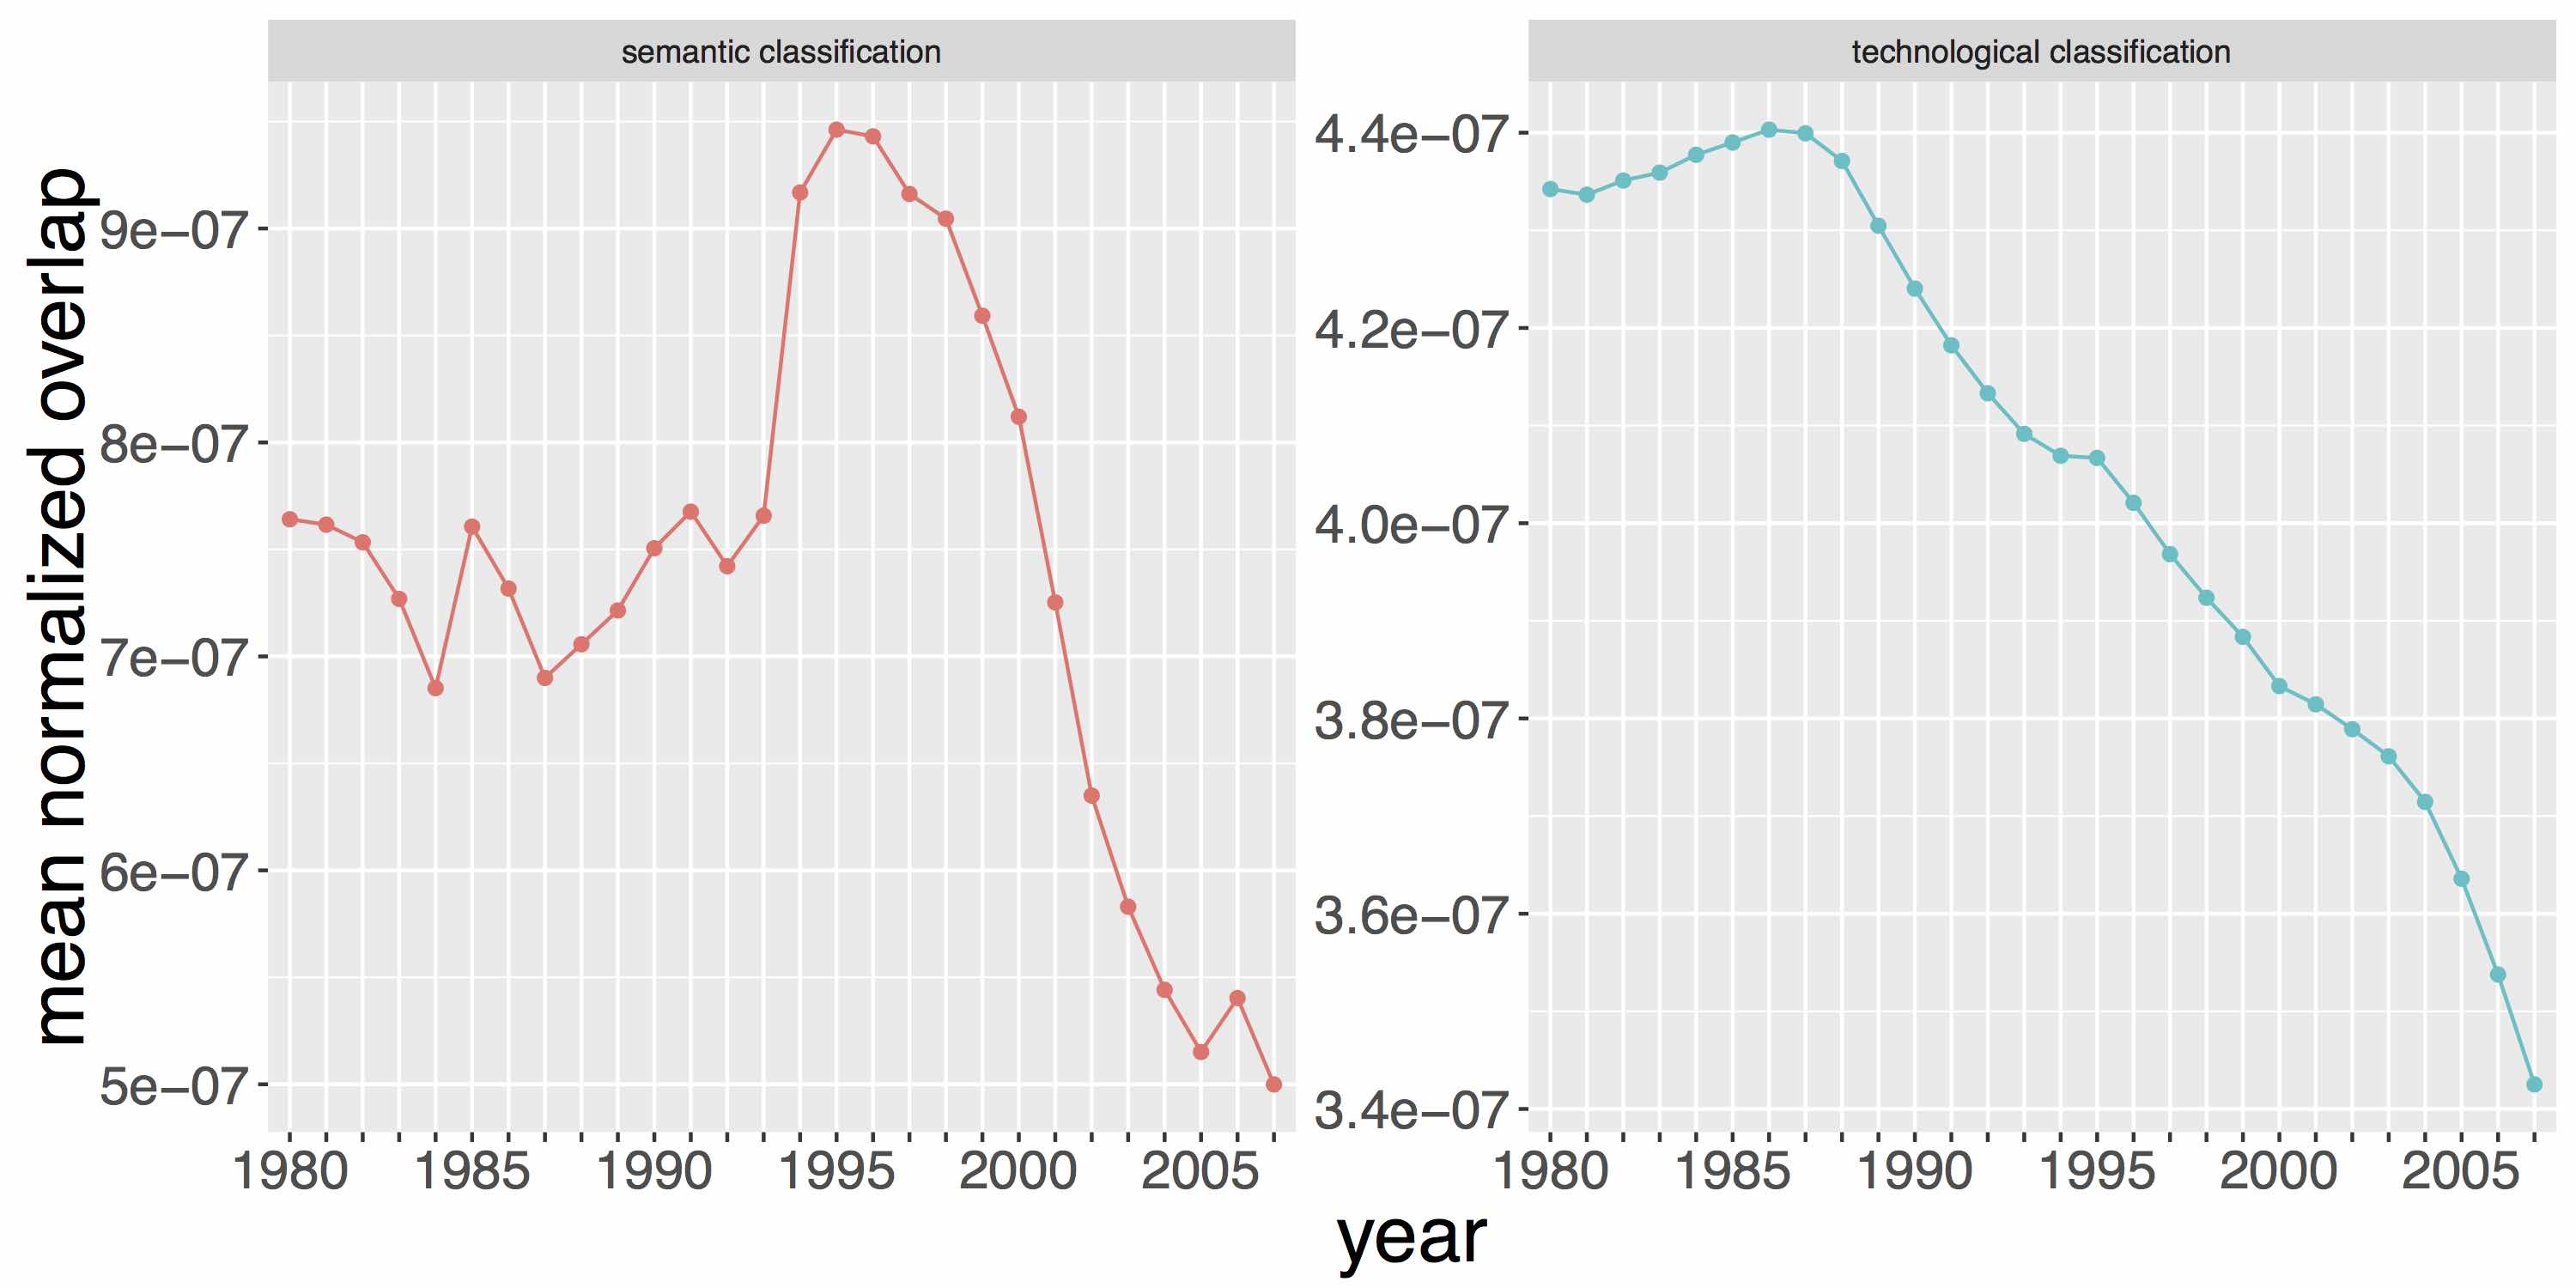 semantic classification
technological classification
mean normalized overlap
9e−07
8e−07
7e−07
6e−07
5e−07
4.4e−07
4.2e−07
4.0e−07
3.8e−07
3.6e−07
3.4e−07
1980 1985 1990 1995 2000 2005
1980 1985 1990 1995 2000 2005
year